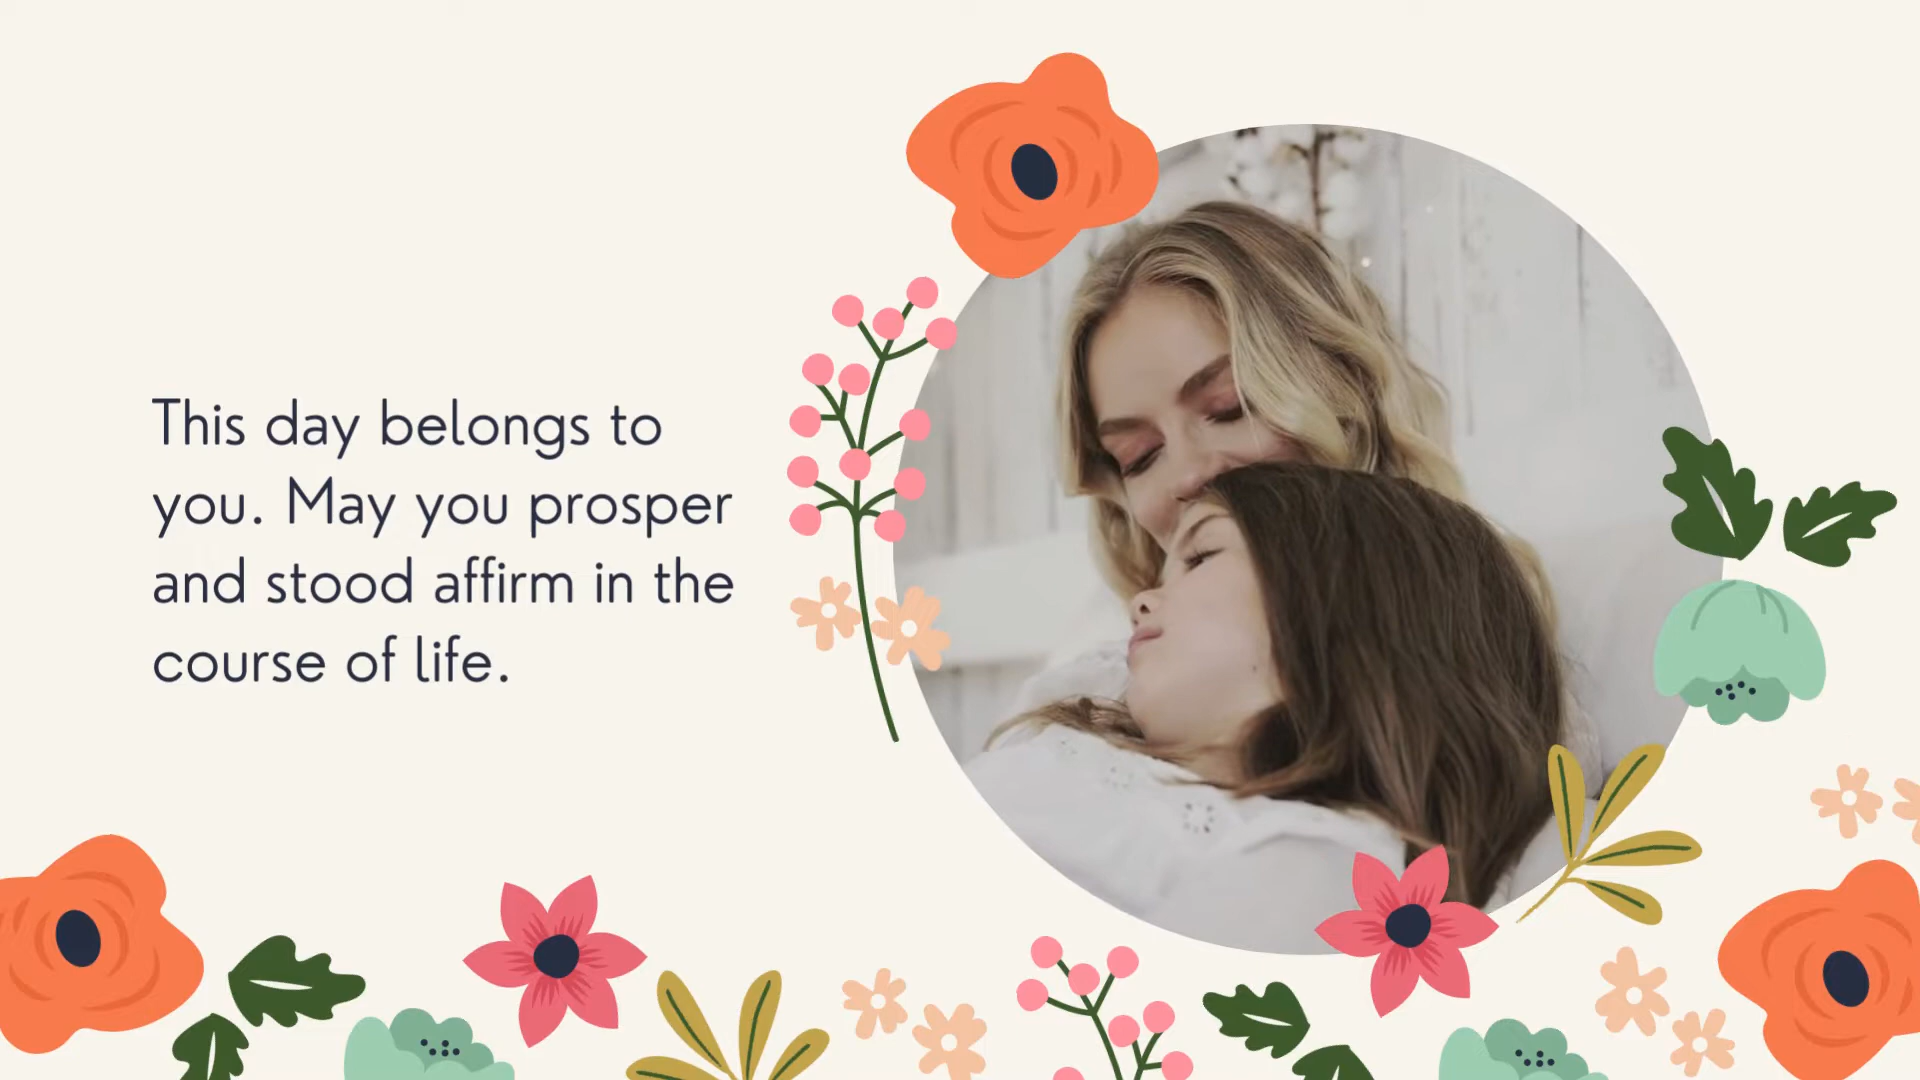 This day belongs to
you. May you prosper
and stood affirm in the
course of life.